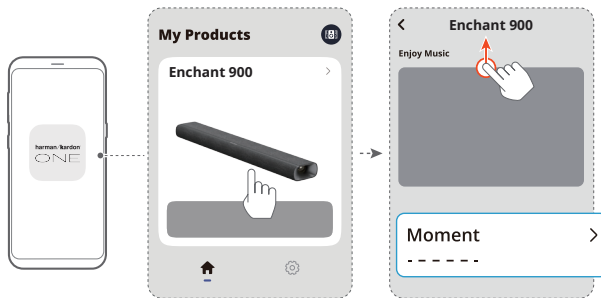 harman/kardon
ONE
My Products
Enchant 900
Enchant 900
Enjoy Music
Moment